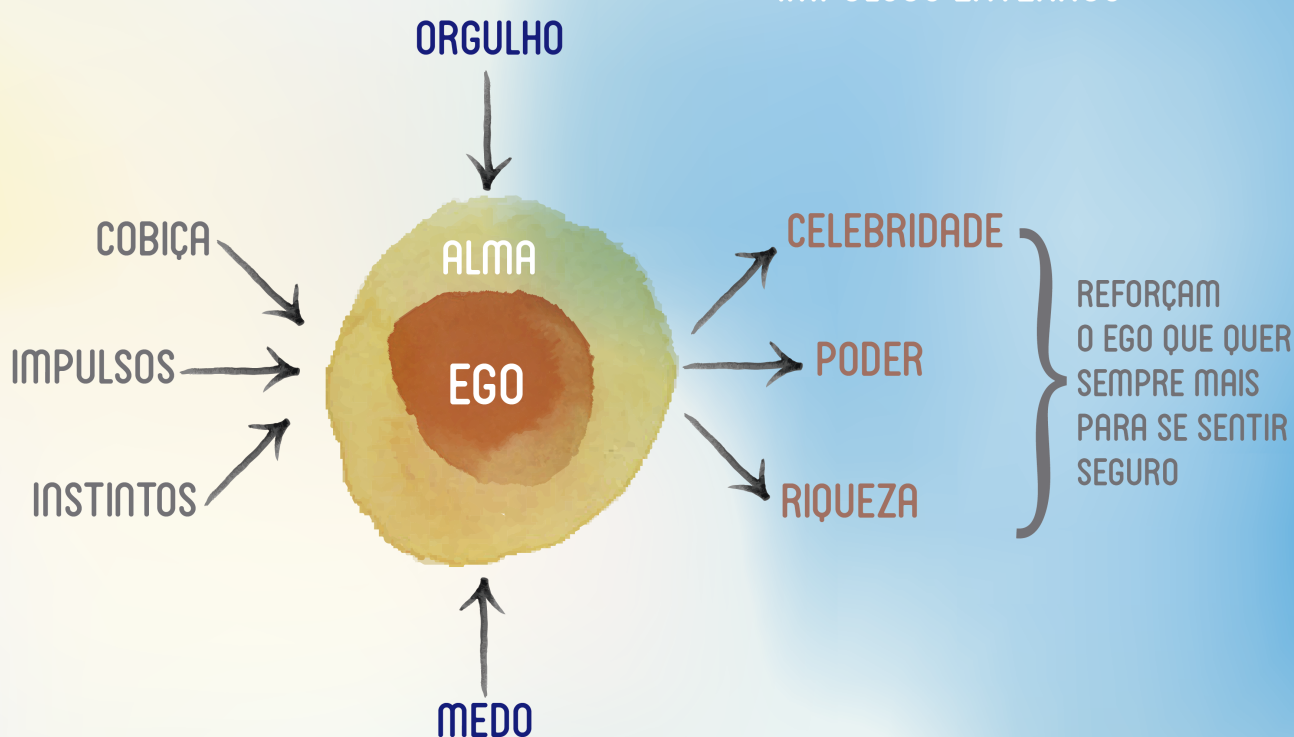 ORGULHO
COBIÇA
ALMA
CELEBRIDADE
IMPULSOS
EGO
PODER
INSTINTOS
RIQUEZA
REFORÇAM
O EGO QUE QUER
SEMPRE MAIS
PARA SE SENTIR
SEGURO
MEDO